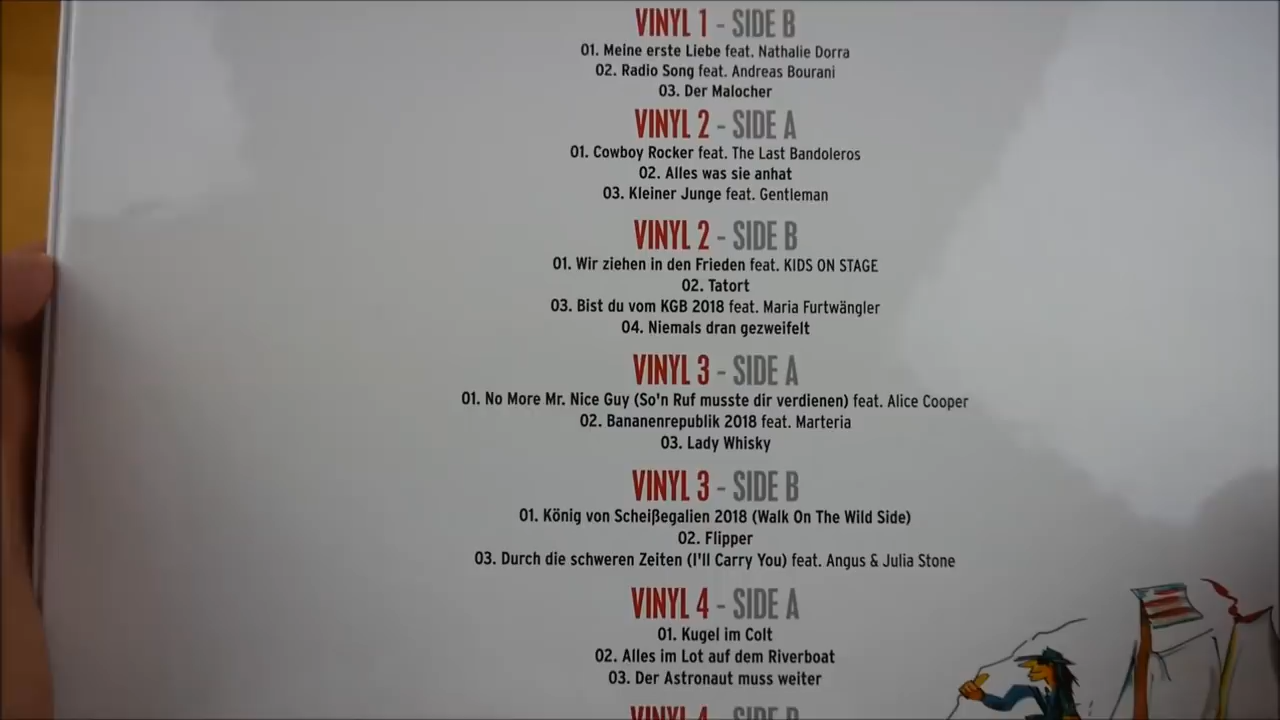 VINYL 1 - SIDE B
01. Meine erste Liebe feat. Nathalie Dorra
02. Radio Song feat. Andreas Bourani
03. Der Malocher
VINYL 2 - SIDE A
01. Cowboy Rocker feat. The Last Bandoleros
02. Alles was sie anhat
03. Kleiner Junge feat. Gentleman
VINYL 2 - SIDE B
01. Wir ziehen in den Frieden feat. KIDS ON STAGE
02. Tatort
03. Bist du vom KGB 2018 feat. Maria Furtwängler
04. Niemals dran gezweifelt
VINYL 3 - SIDE A
01. No More Mr. Nice Guy (So'n Ruf musste dir verdienen) feat. Alice Cooper
02. Bananenrepublik 2018 feat. Marteria
03. Lady Whisky
VINYL 3 - SIDE B
01. König von Scheißegalien 2018 (Walk On The Wild Side)
02. Flipper
03. Durch die schweren Zeiten (I'll Carry You) feat. Angus & Julia Stone
VINYL 4 - SIDE A
01. Kugel im Colt
02. Alles im Lot auf dem Riverboat
03. Der Astronaut muss weiter
VINYL 4 - SIDE B